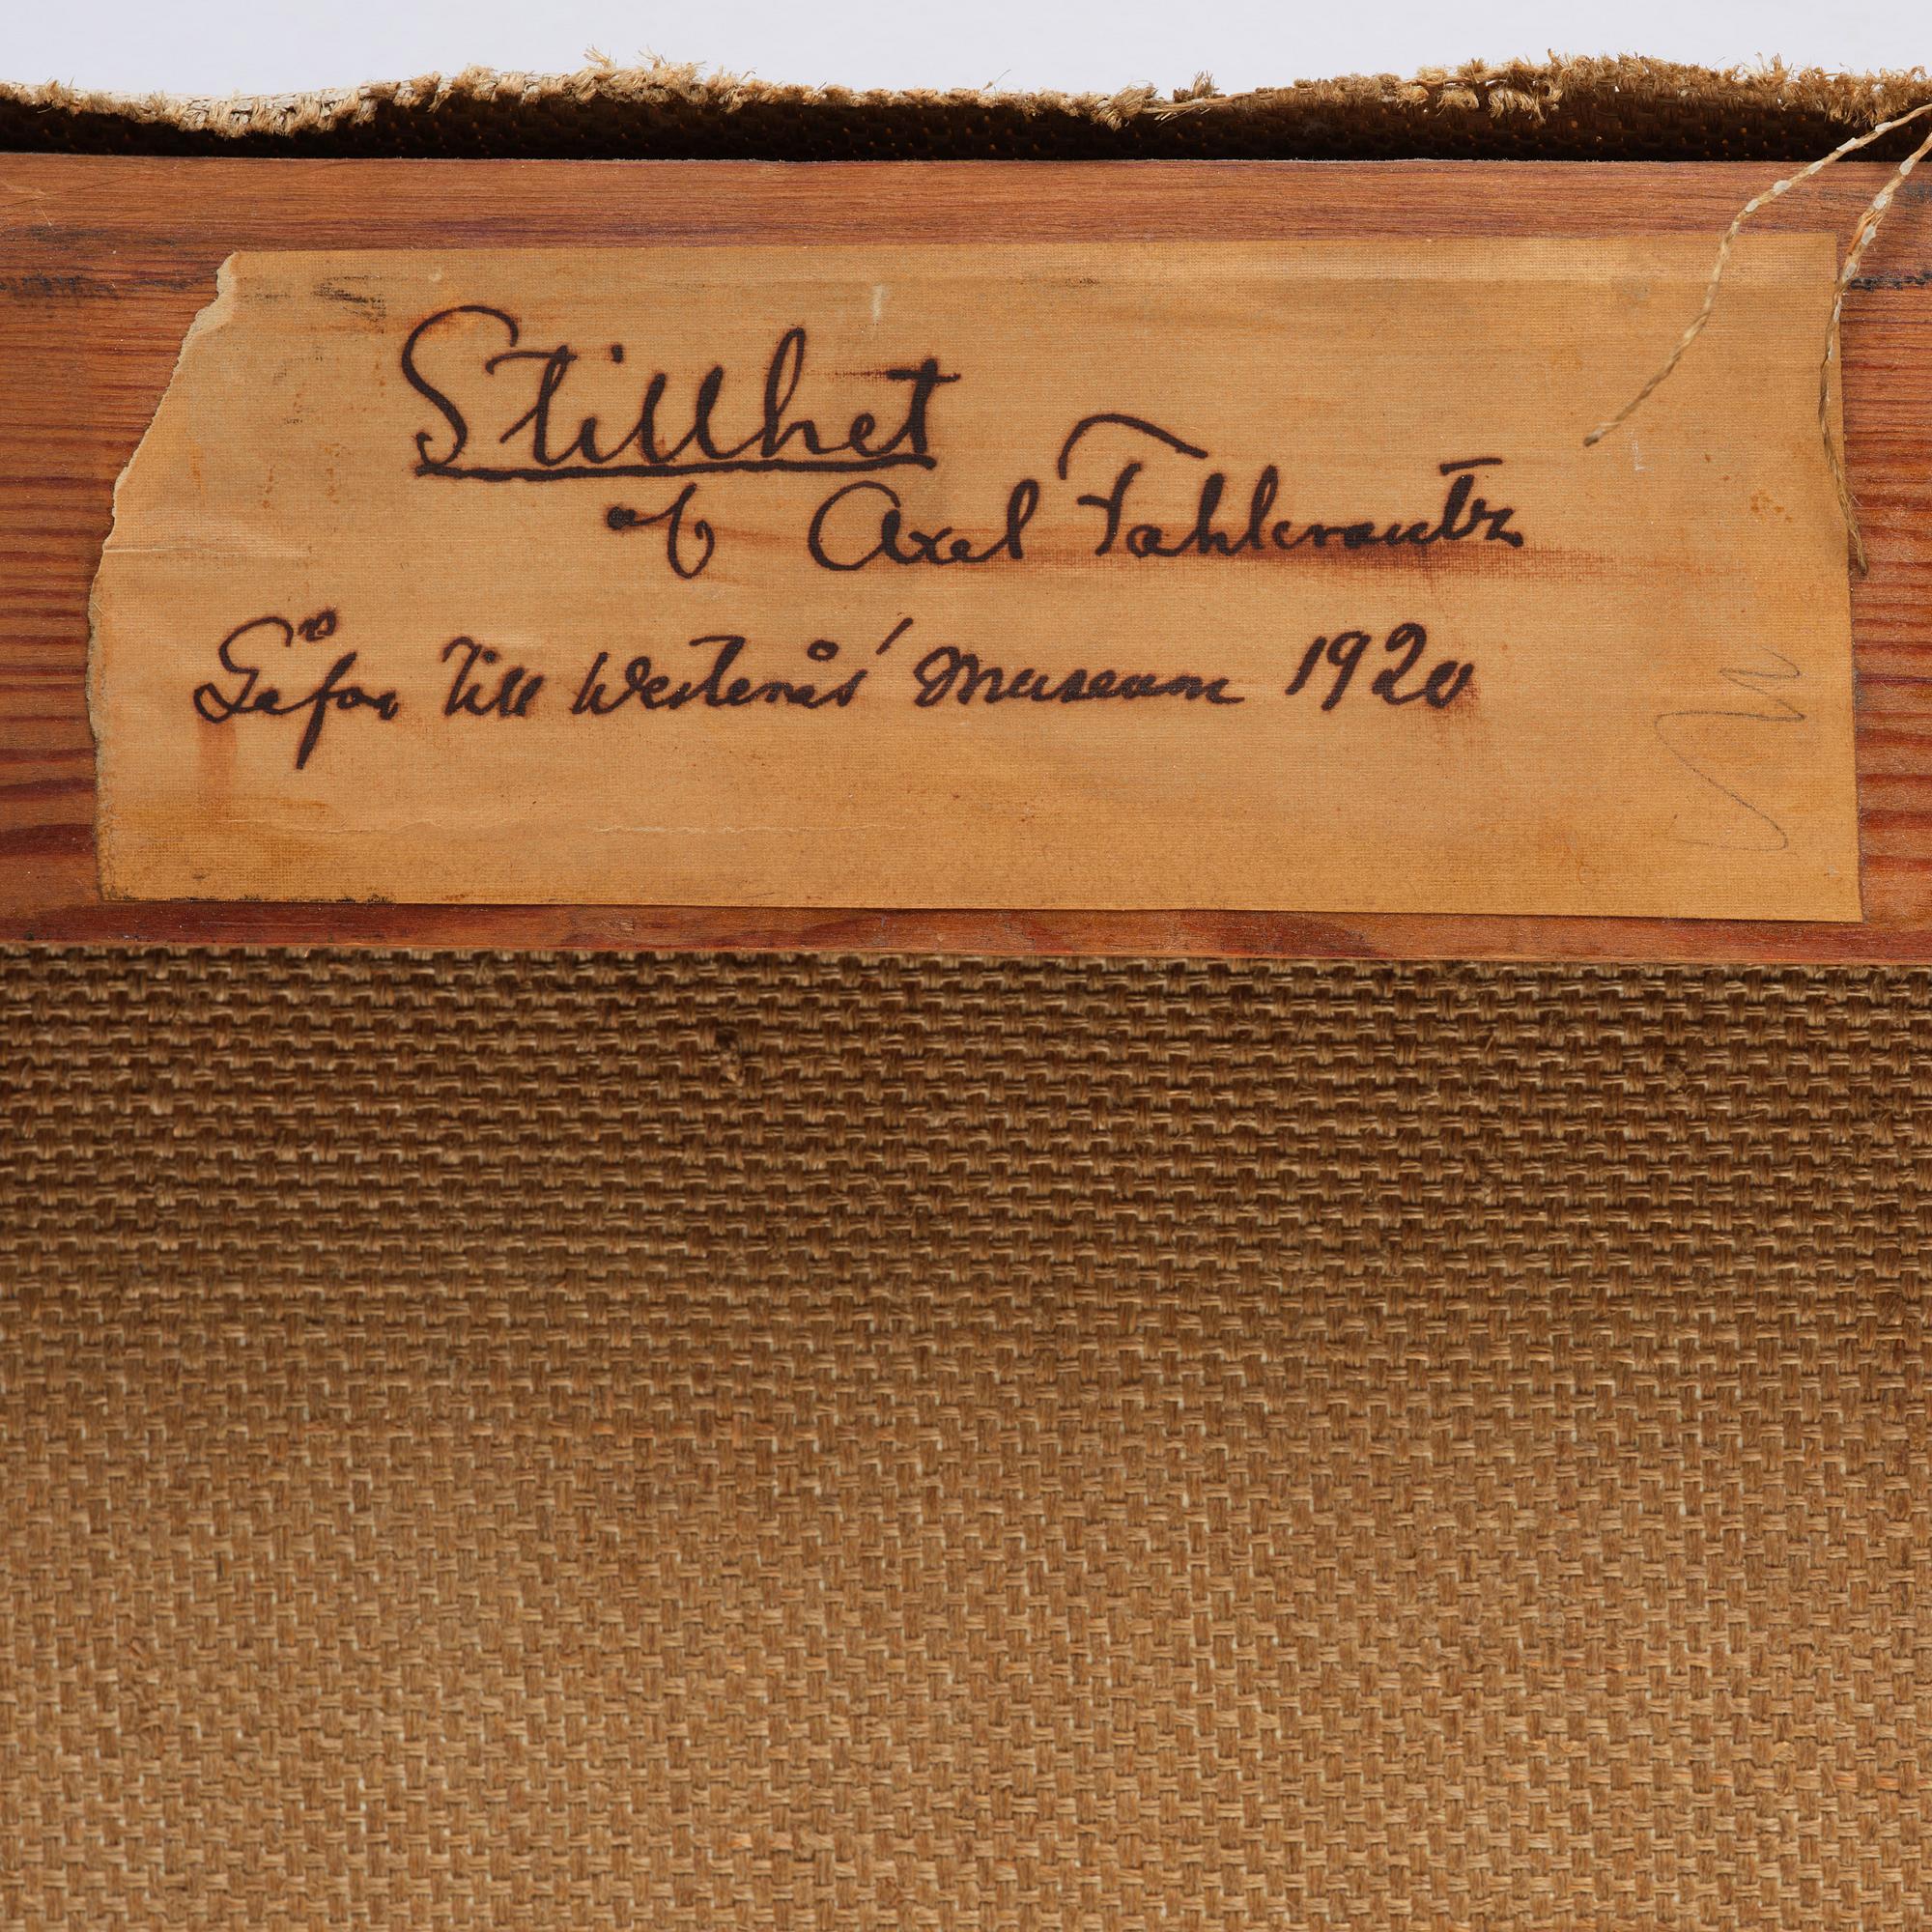 Stillhet
af Axel Fahlcrantz
Gåfva till Westerås' Museum 1920